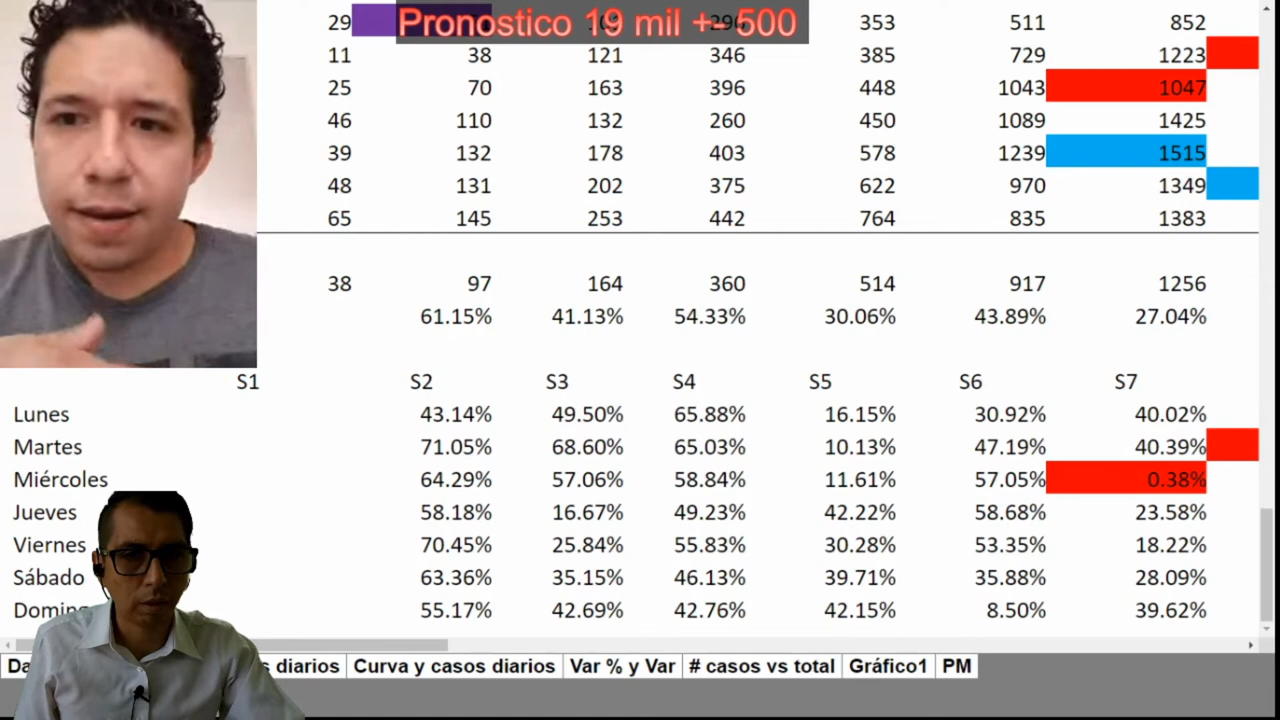 Pronostico 19 mil +- 500
29 353 511 852
11 38 121 346 385 729 1223
25 70 163 396 448 1043 1047
46 110 132 260 450 1089 1425
39 132 178 403 578 1239 1515
48 131 202 375 622 970 1349
65 145 253 442 764 835 1383
38 97 164 360 514 917 1256
61.15% 41.13% 54.33% 30.06% 43.89% 27.04%
S1 S2 S3 S4 S5 S6 S7
Lunes 43.14% 49.50% 65.88% 16.15% 30.92% 40.02%
Martes 71.05% 68.60% 65.03% 10.13% 47.19% 40.39%
Miércoles 64.29% 57.06% 58.84% 11.61% 57.05% 0.38%
Jueves 58.18% 16.67% 49.23% 42.22% 58.68% 23.58%
Viernes 70.45% 25.84% 55.83% 30.28% 53.35% 18.22%
Sábado 63.36% 35.15% 46.13% 39.71% 35.88% 28.09%
Doming 55.17% 42.69% 42.76% 42.15% 8.50% 39.62%
Da s diarios Curva y casos diarios Var % y Var # casos vs total Gráfico1 PM